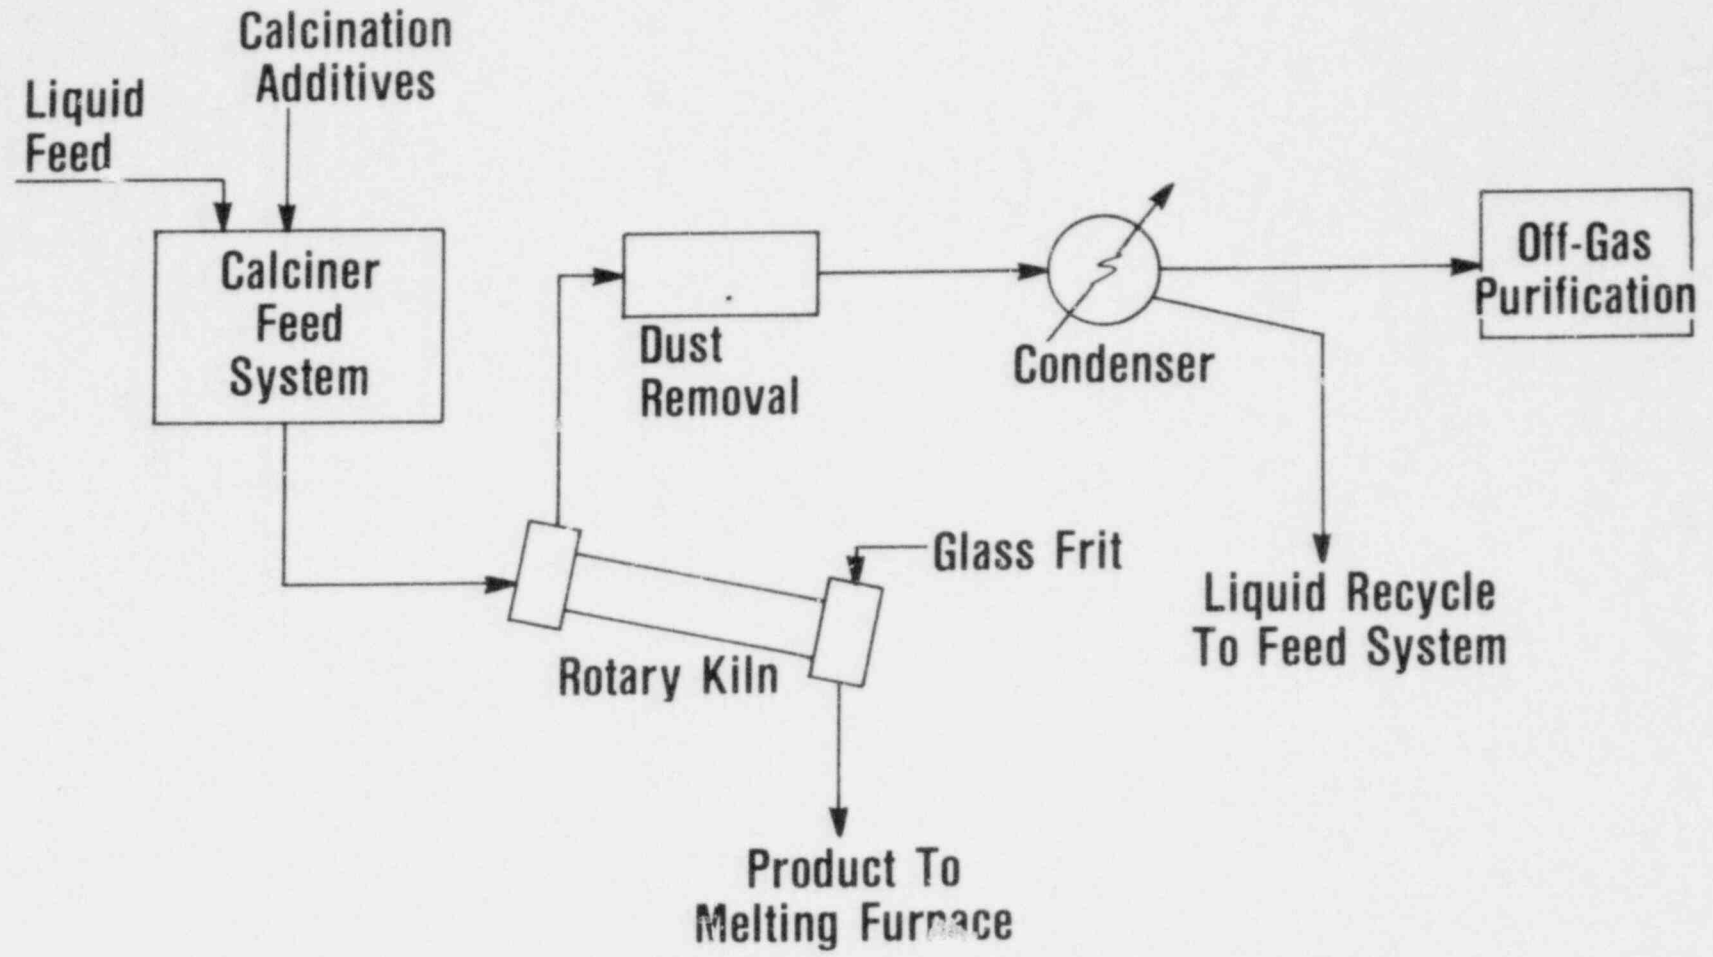 Calcination
Additives
Liquid
Feed
Calciner
Feed
System
Dust
Removal
Condenser
Off-Gas
Purification
Glass Frit
Rotary Kiln
Liquid Recycle
To Feed System
Product To
Melting Furnace